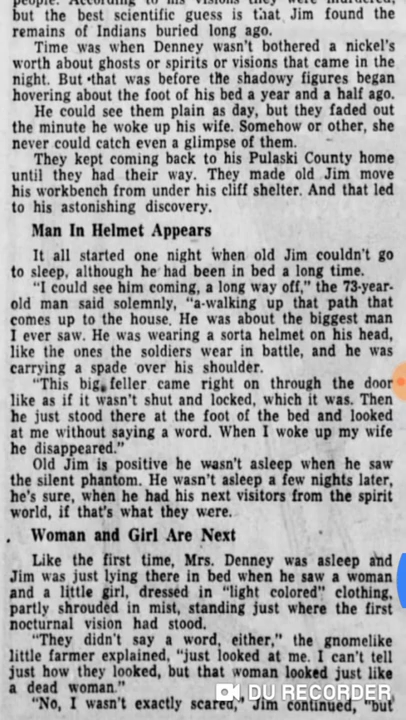 people. According to his visions they were murdered,
but the best scientific guess is that Jim found the
remains of Indians buried long ago.
Time was when Denney wasn't bothered a nickel's
worth about ghosts or spirits or visions that came in the
night. But that was before the shadowy figures began
hovering about the foot of his bed a year and a half ago.
He could see them plain as day, but they faded out
the minute he woke up his wife. Somehow or other, she
never could catch even a glimpse of them.
They kept coming back to his Pulaski County home
until they had their way. They made old Jim move
his workbench from under his cliff shelter. And that led
to his astonishing discovery.
Man In Helmet Appears
It all started one night when old Jim couldn't go
to sleep, although he had been in bed a long time.
"I could see him coming, a long way off," the 73-year-
old man said solemnly, "a-walking up that path that
comes up to the house. He was about the biggest man
I ever saw. He was wearing a sorta helmet on his head,
like the ones the soldiers wear in battle, and he was
carrying a spade over his shoulder.
"This big feller came right on through the door
like as if it wasn't shut and locked, which it was. Then
he just stood there at the foot of the bed and looked
at me without saying a word. When I woke up my wife
he disappeared."
Old Jim is positive he wasn't asleep when he saw
the silent phantom. He wasn't asleep a few nights later,
he's sure, when he had his next visitors from the spirit
world, if that's what they were.
Woman and Girl Are Next
Like the first time, Mrs. Denney was asleep and
Jim was just lying there in bed when he saw a woman
and a little girl, dressed in "light colored" clothing,
partly shrouded in mist, standing just where the first
nocturnal vision had stood.
"They didn't say a word, either," the gnomelike
little farmer explained, "just looked at me. I can't tell
just how they looked, but that woman looked just like
a dead woman."
DU RECORDER
"No, I wasn't exactly scared," Jim continued, "but